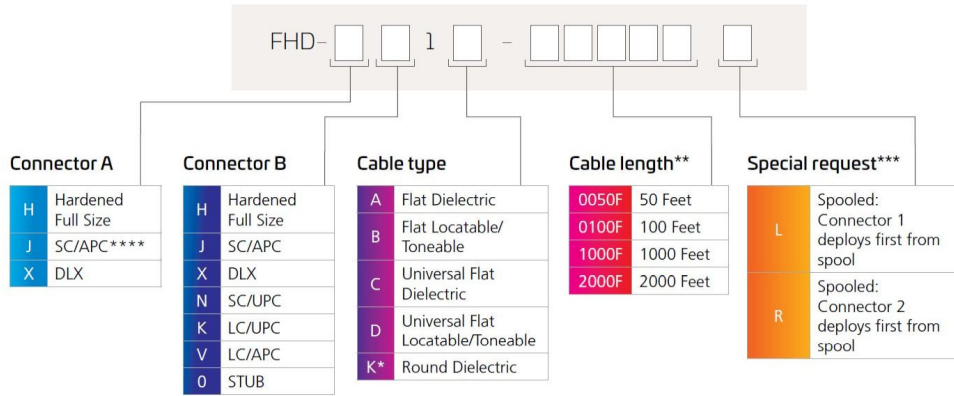 FHD- 1 -
Connector A
H Hardened
Full Size
J SC/APC****
X DLX
Connector B
H Hardened
Full Size
J SC/APC
X DLX
N SC/UPC
K LC/UPC
V LC/APC
0 STUB
Cable type
A Flat Dielectric
B Flat Locatable/
Toneable
C Universal Flat
Dielectric
D Universal Flat
Locatable/Toneable
K* Round Dielectric
Cable length**
0050F 50 Feet
0100F 100 Feet
1000F 1000 Feet
2000F 2000 Feet
Special request***
L Spooled:
Connector 1
deploys first from
spool
R Spooled:
Connector 2
deploys first from
spool